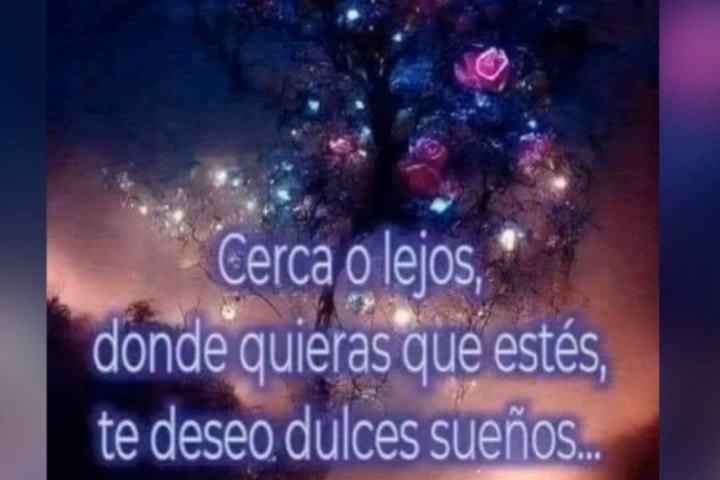 Cerca o lejos,
donde quieras que estés,
te deseo dulces sueños...